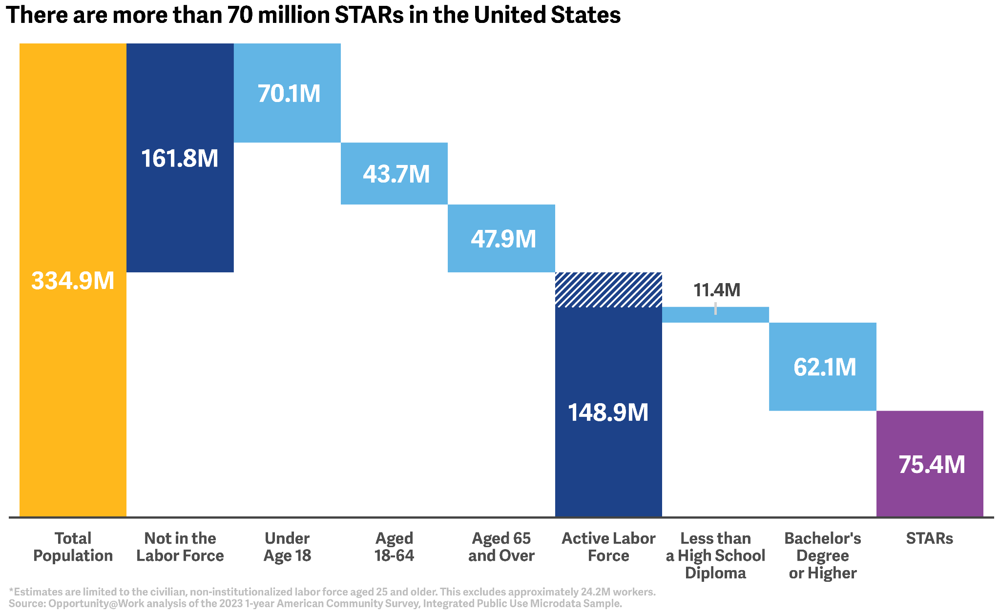 There are more than 70 million STARs in the United States
70.1M
161.8M
43.7M
47.9M
334.9M
11.4M
62.1M
148.9M
75.4M
Total
Population
Not in the
Labor Force
Under
Age 18
Aged
18-64
Aged 65
and Over
Active Labor
Force
Less than
a High School
Diploma
Bachelor's
Degree
or Higher
STARs
*Estimates are limited to the civilian, non-institutionalized labor force aged 25 and older. This excludes approximately 24.2M workers.
Source: Opportunity@Work analysis of the 2023 1-year American Community Survey, Integrated Public Use Microdata Sample.